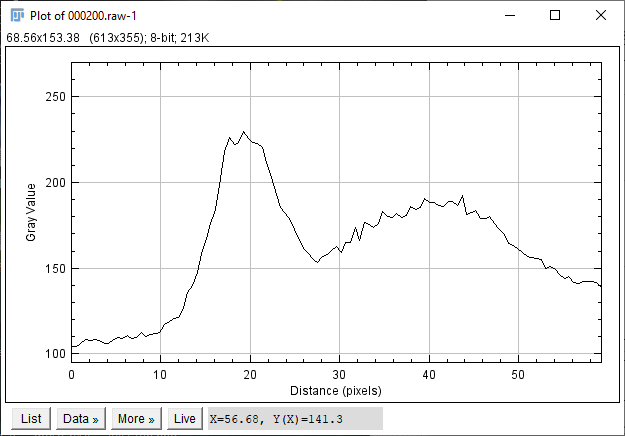 Plot of 000200.raw-1
68.56x153.38 (613x355); 8-bit; 213K
250
200
150
100
Gray Value
0 10 20 30 40 50
Distance (pixels)
List Data » More » Live X=56.68, Y(X)=141.3